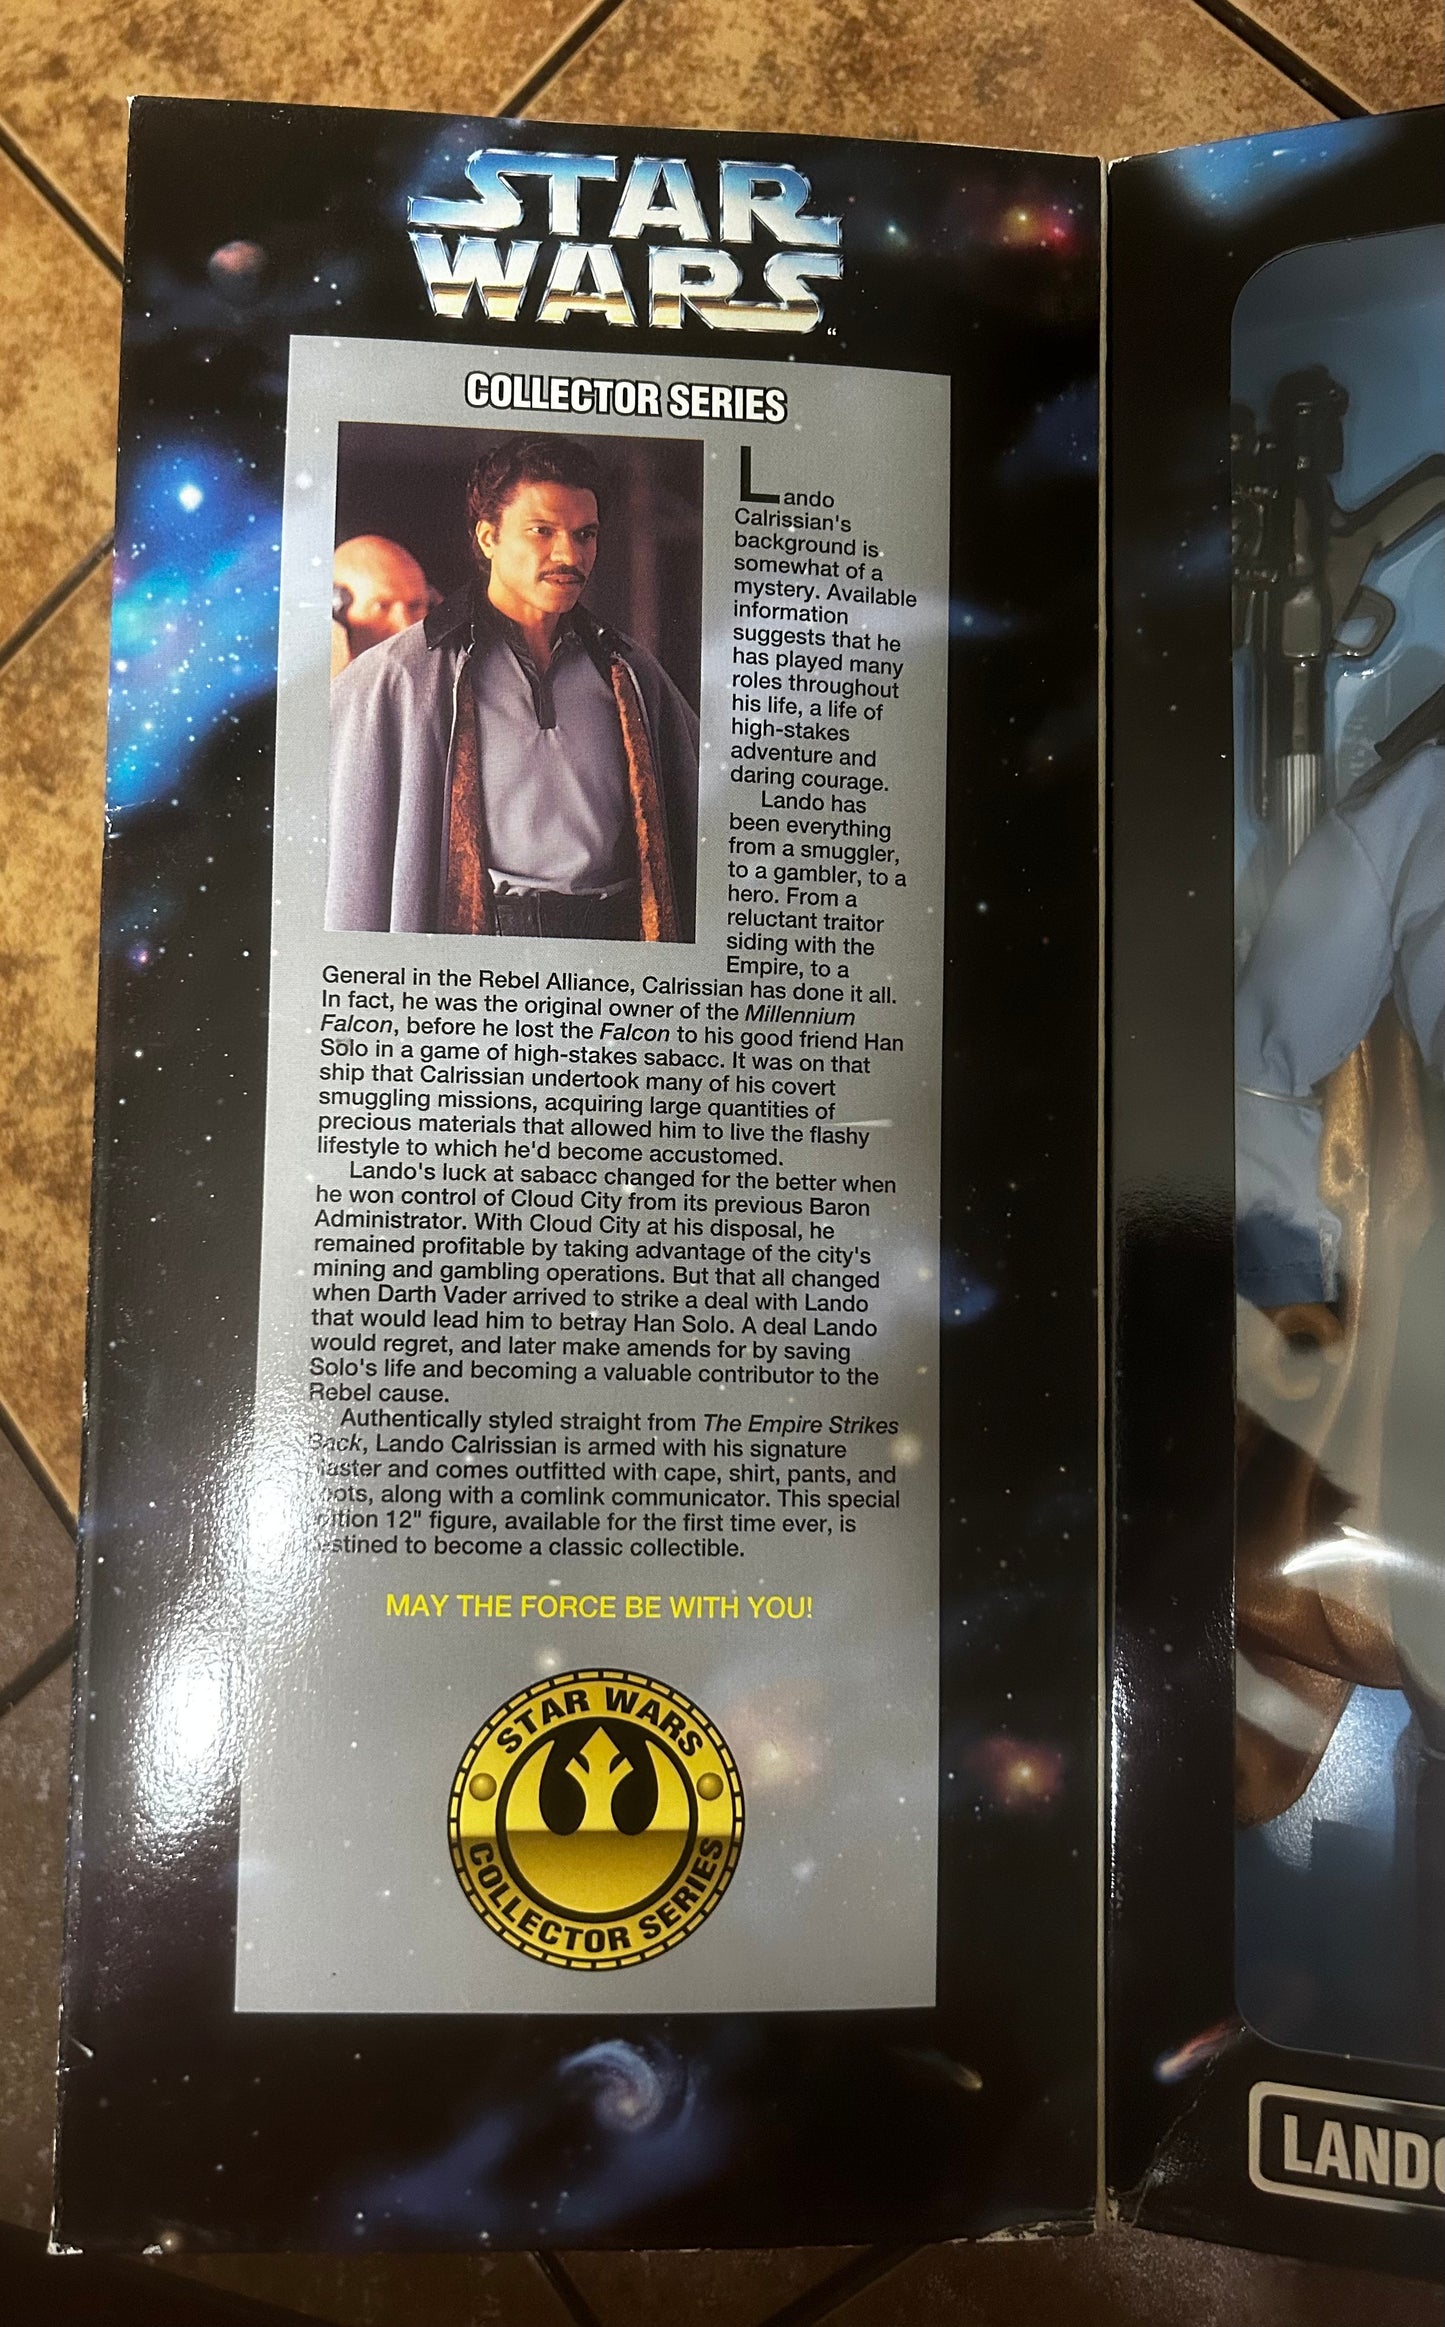 STAR
WARS
COLLECTOR SERIES
Lando
Calrissian's
background is
somewhat of a
mystery. Available
information
suggests that he
has played many
roles throughout
his life, a life of
high-stakes
adventure and
daring courage.
Lando has
been everything
from a smuggler,
to a gambler, to a
hero. From a
reluctant traitor
siding with the
Empire, to a
General in the Rebel Alliance, Calrissian has done it all.
In fact, he was the original owner of the Millennium
Falcon, before he lost the Falcon to his good friend Han
Solo in a game of high-stakes sabacc. It was on that
ship that Calrissian undertook many of his covert
smuggling missions, acquiring large quantities of
precious materials that allowed him to live the flashy
lifestyle to which he'd become accustomed.
Lando's luck at sabacc changed for the better when
he won control of Cloud City from its previous Baron
Administrator. With Cloud City at his disposal, he
remained profitable by taking advantage of the city's
mining and gambling operations. But that all changed
when Darth Vader arrived to strike a deal with Lando
that would lead him to betray Han Solo. A deal Lando
would regret, and later make amends for by saving
Solo's life and becoming a valuable contributor to the
Rebel cause.
Authentically styled straight from The Empire Strikes
Back, Lando Calrissian is armed with his signature
blaster and comes outfitted with cape, shirt, pants, and
boots, along with a comlink communicator. This special
edition 12" figure, available for the first time ever, is
destined to become a classic collectible.
MAY THE FORCE BE WITH YOU!
STAR WARS
COLLECTOR SERIES
LANDO